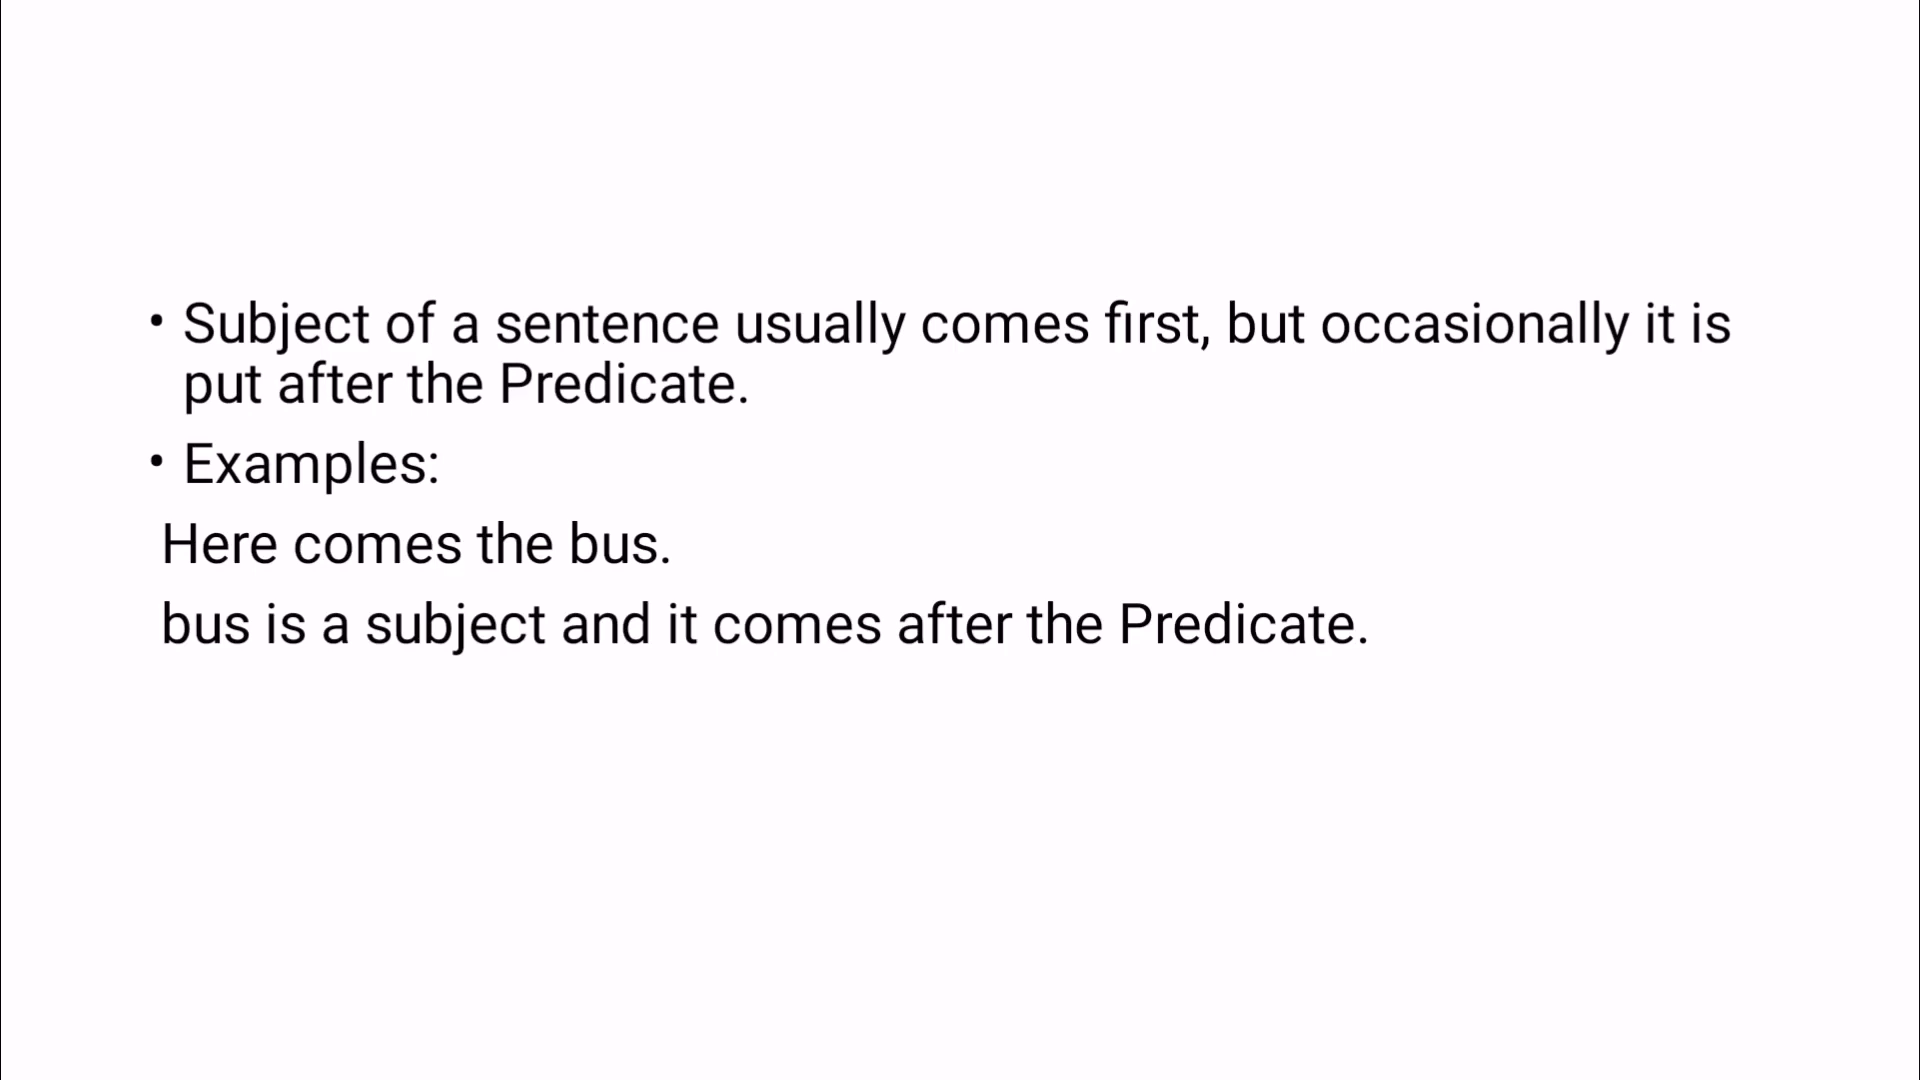 • Subject of a sentence usually comes first, but occasionally it is
put after the Predicate.
• Examples:
Here comes the bus.
bus is a subject and it comes after the Predicate.